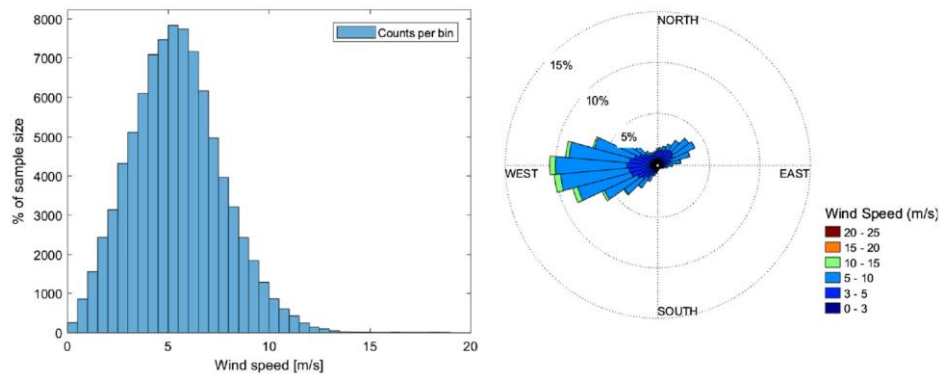 8000
7000
6000
5000
4000
3000
2000
1000
0
% of sample size
Counts per bin
0 5 10 15 20
Wind speed [m/s]
NORTH
15%
10%
5%
WEST
EAST
SOUTH
Wind Speed (m/s)
20 - 25
15 - 20
10 - 15
5 - 10
3 - 5
0 - 3